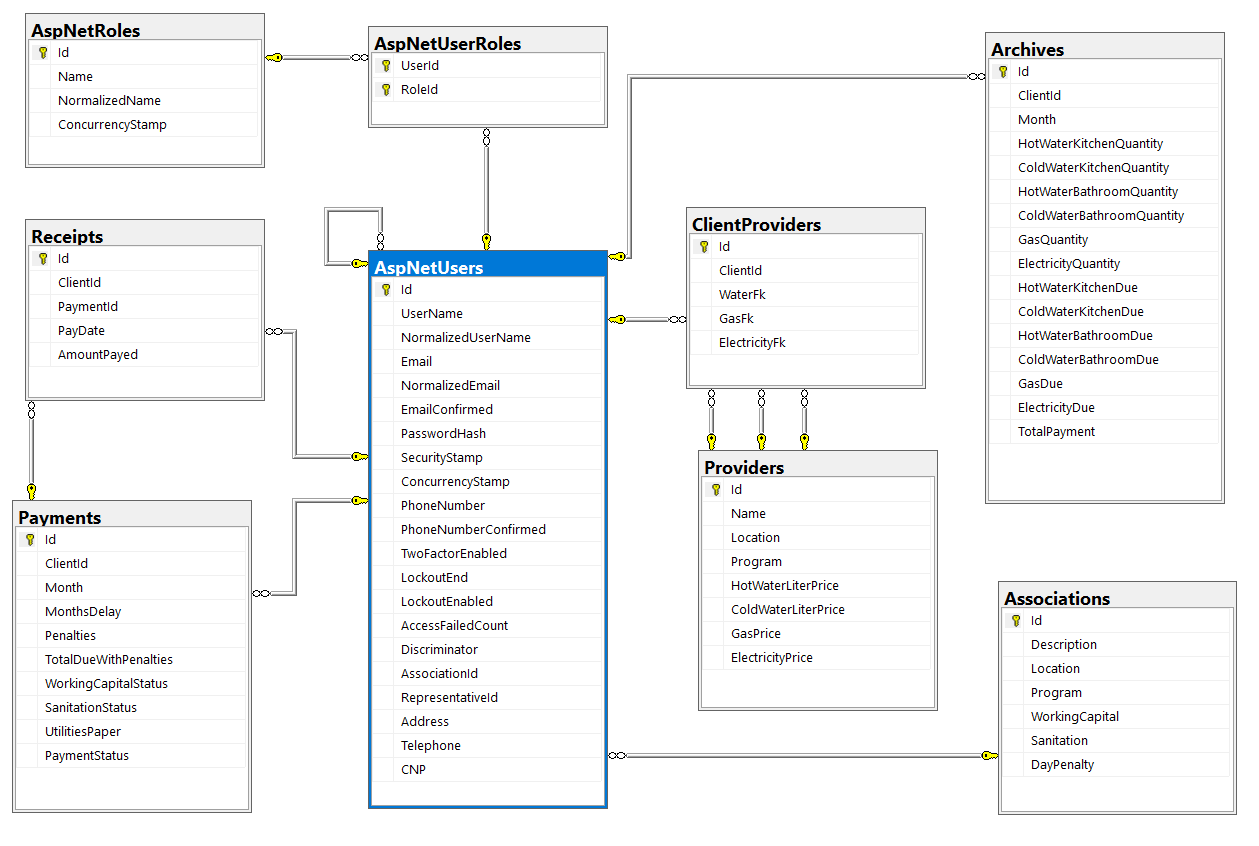 AspNetRoles
Id
Name
NormalizedName
ConcurrencyStamp
AspNetUserRoles
UserId
RoleId
Archives
Id
ClientId
Month
HotWaterKitchenQuantity
ColdWaterKitchenQuantity
HotWaterBathroomQuantity
ColdWaterBathroomQuantity
GasQuantity
ElectricityQuantity
HotWaterKitchenDue
ColdWaterKitchenDue
HotWaterBathroomDue
ColdWaterBathroomDue
GasDue
ElectricityDue
TotalPayment
Receipts
Id
ClientId
PaymentId
PayDate
AmountPayed
AspNetUsers
Id
UserName
NormalizedUserName
Email
NormalizedEmail
EmailConfirmed
PasswordHash
SecurityStamp
ConcurrencyStamp
PhoneNumber
PhoneNumberConfirmed
TwoFactorEnabled
LockoutEnd
LockoutEnabled
AccessFailedCount
Discriminator
AssociationId
RepresentativeId
Address
Telephone
CNP
ClientProviders
Id
ClientId
WaterFk
GasFk
ElectricityFk
Providers
Id
Name
Location
Program
HotWaterLiterPrice
ColdWaterLiterPrice
GasPrice
ElectricityPrice
Payments
Id
ClientId
Month
MonthsDelay
Penalties
TotalDueWithPenalties
WorkingCapitalStatus
SanitationStatus
UtilitiesPaper
PaymentStatus
Associations
Id
Description
Location
Program
WorkingCapital
Sanitation
DayPenalty